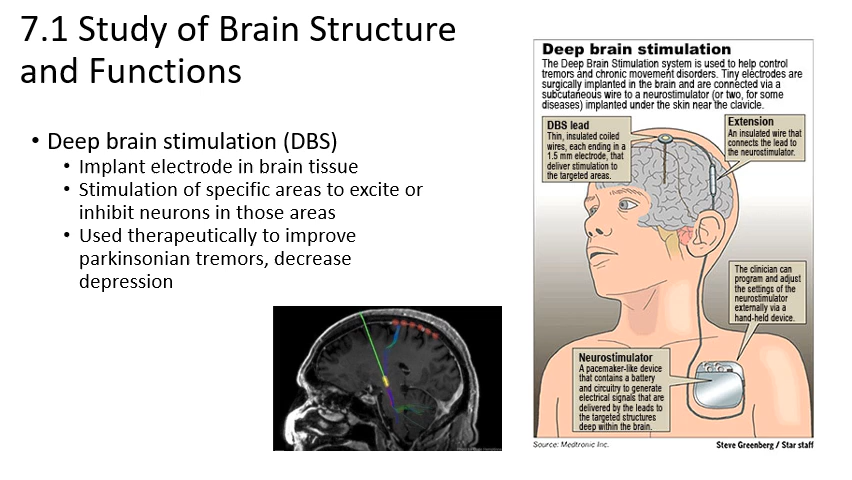 7.1 Study of Brain Structure
and Functions
• Deep brain stimulation (DBS)
• Implant electrode in brain tissue
• Stimulation of specific areas to excite or
inhibit neurons in those areas
• Used therapeutically to improve
parkinsonian tremors, decrease
depression
Deep brain stimulation
The Deep Brain Stimulation system is used to help control
tremors and chronic movement disorders. Tiny electrodes are
surgically implanted in the brain and are connected via a
subcutaneous wire to a neurostimulator (or two, for some
diseases) implanted under the skin near the clavicle.
DBS lead
Thin, insulated coiled
wires, each ending in a
1.5 mm electrode, that
deliver stimulation to
the targeted areas.
Extension
An insulated wire that
connects the lead to
the neurostimulator.
The clinician can
program and adjust
the settings of the
neurostimulator
externally via a
hand-held device.
Neurostimulator
A pacemaker-like device
that contains a battery
and circuitry to generate
electrical signals that are
delivered by the leads to
the targeted structures
deep within the brain.
Source: Medtronic Inc.
Steve Greenberg / Star staff